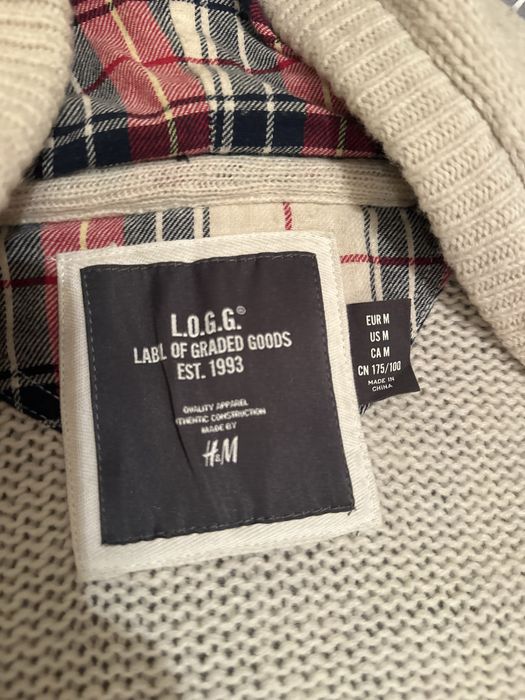 L.O.G.G.®
LABL OF GRADED GOODS
EST. 1993
QUALITY APPAREL
THENTIC CONSTRUCTION
MADE BY
H&M
EUR M
US M
CA M
CN 175/100
MADE IN
CHINA